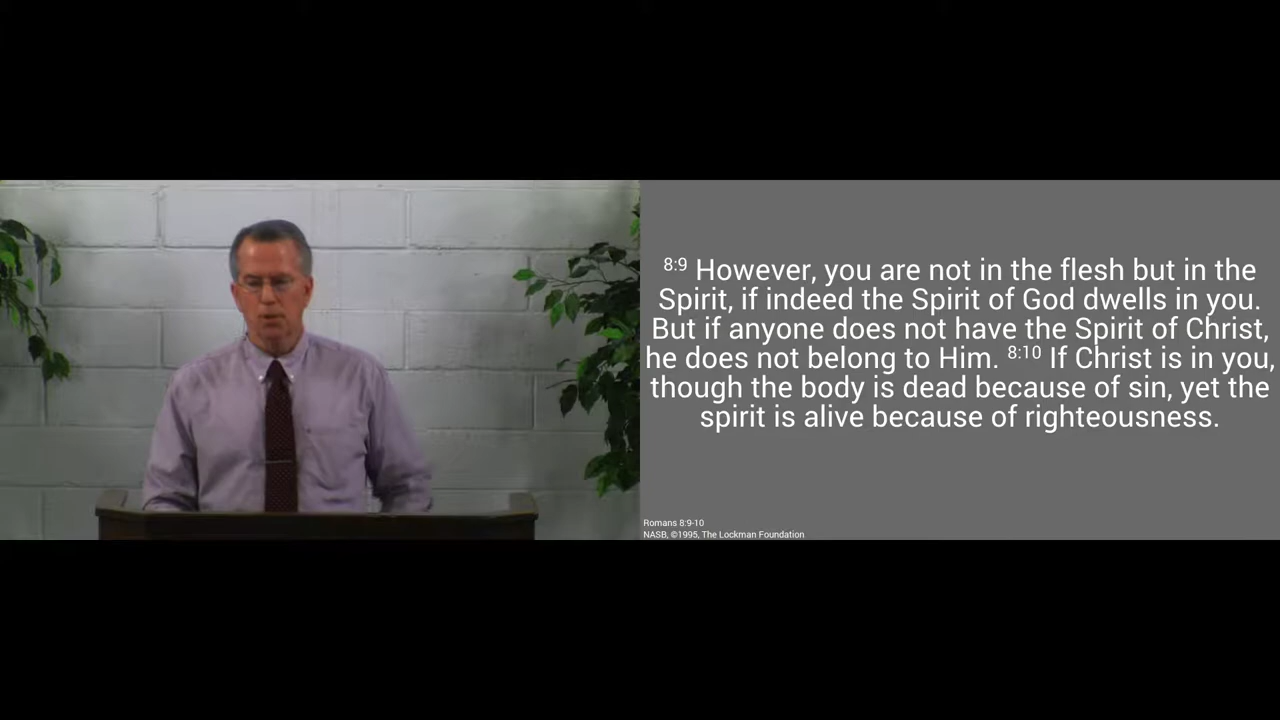 8:9 However, you are not in the flesh but in the
Spirit, if indeed the Spirit of God dwells in you.
But if anyone does not have the Spirit of Christ,
he does not belong to Him. 8:10 If Christ is in you,
though the body is dead because of sin, yet the
spirit is alive because of righteousness.
Romans 8:9-10
NASB, ©1995, The Lockman Foundation